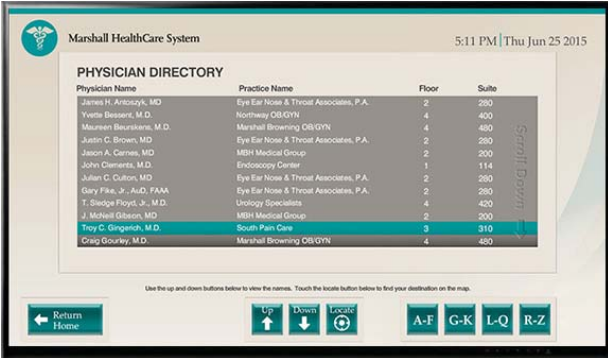 Marshall HealthCare System
5:11 PM Thu Jun 25 2015
PHYSICIAN DIRECTORY
Physician Name Practice Name Floor Suite
James H. Antoszyk, MD Eye Ear Nose & Throat Associates, P.A. 2 280
Yvette Bessent, M.D. Northway OB/GYN 4 400
Maureen Beurskens, M.D. Marshall Browning OB/GYN 4 480
Justin C. Brown, MD Eye Ear Nose & Throat Associates, P.A. 2 280
Jason A. Carnes, MD MBH Medical Group 2 200
John Clements, M.D. Endoscopy Center 1 114
Julian C. Culton, MD Eye Ear Nose & Throat Associates, P.A. 2 280
Gary Fike, Jr., AuD, FAAA Eye Ear Nose & Throat Associates, P.A. 2 280
T. Sledge Floyd, Jr., M.D. Urology Specialists 4 420
J. McNeill Gibson, MD MBH Medical Group 2 200
Troy C. Gingerich, M.D. South Pain Care 3 310
Craig Gourley, M.D. Marshall Browning OB/GYN 4 480
Scroll Down
Use the up and down buttons below to view the names. Touch the locate button below to find your destination on the map.
Return Home
Up Down Locate
A-F G-K L-Q R-Z